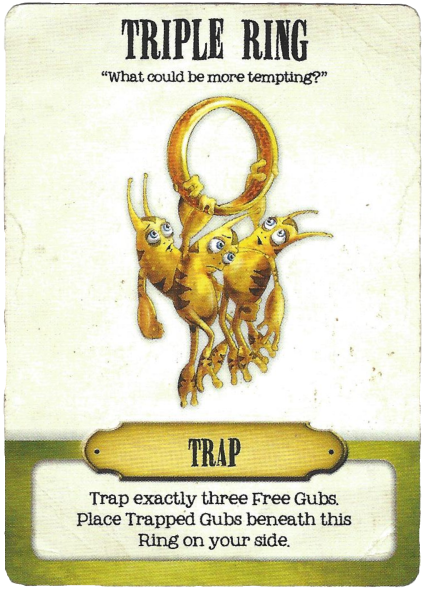 TRIPLE RING
“What could be more tempting?”
TRAP
Trap exactly three Free Gubs.
Place Trapped Gubs beneath this
Ring on your side.